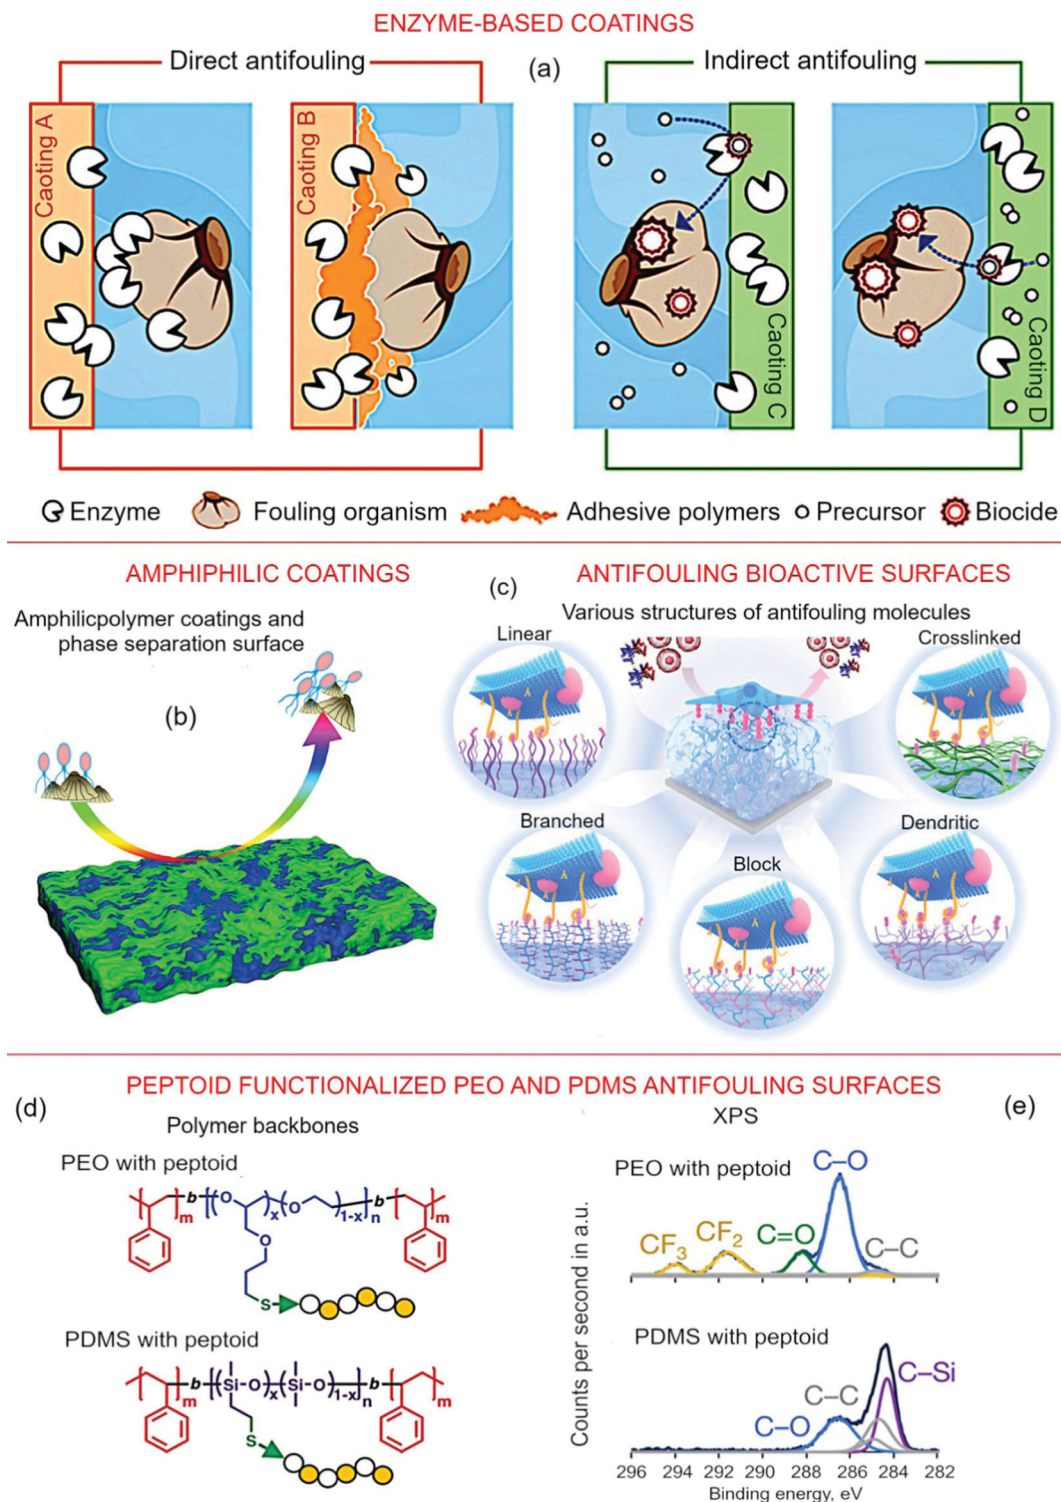 ENZYME-BASED COATINGS
Direct antifouling
(a)
Indirect antifouling
Caoting A
Caoting B
Caoting C
Caoting D
Enzyme
Fouling organism
Adhesive polymers
Precursor
Biocide
AMPHIPHILIC COATINGS
Amphilicpolymer coatings and
phase separation surface
(b)
(c)
ANTIFOULING BIOACTIVE SURFACES
Various structures of antifouling molecules
Linear
Crosslinked
Branched
Block
Dendritic
PEPTOID FUNCTIONALIZED PEO AND PDMS ANTIFOULING SURFACES
(d)
Polymer backbones
PEO with peptoid
m b O x O 1-x n b m
O
S
PDMS with peptoid
m b Si-O x Si-O 1-x n b m
S
XPS
(e)
Counts per second in a.u.
PEO with peptoid
CF3
CF2
C=O
C–O
C–C
PDMS with peptoid
C–O
C–C
C–Si
296 294 292 290 288 286 284 282
Binding energy, eV